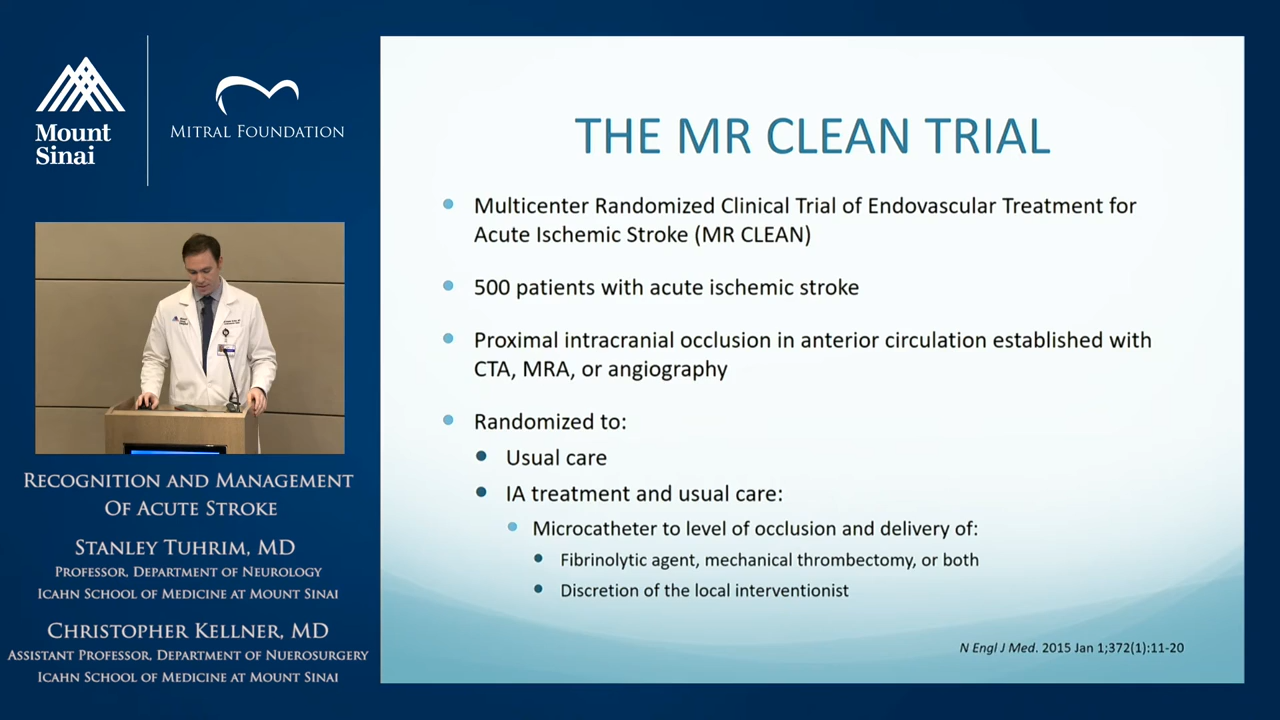 Mount
Sinai
MITRAL FOUNDATION
RECOGNITION AND MANAGEMENT
OF ACUTE STROKE
STANLEY TUHRIM, MD
PROFESSOR, DEPARTMENT OF NEUROLOGY
ICAHN SCHOOL OF MEDICINE AT MOUNT SINAI
CHRISTOPHER KELLNER, MD
ASSISTANT PROFESSOR, DEPARTMENT OF NUEROSURGERY
ICAHN SCHOOL OF MEDICINE AT MOUNT SINAI
THE MR CLEAN TRIAL
Multicenter Randomized Clinical Trial of Endovascular Treatment for
Acute Ischemic Stroke (MR CLEAN)
500 patients with acute ischemic stroke
Proximal intracranial occlusion in anterior circulation established with
CTA, MRA, or angiography
Randomized to:
Usual care
IA treatment and usual care:
Microcatheter to level of occlusion and delivery of:
Fibrinolytic agent, mechanical thrombectomy, or both
Discretion of the local interventionist
N Engl J Med. 2015 Jan 1;372(1):11-20